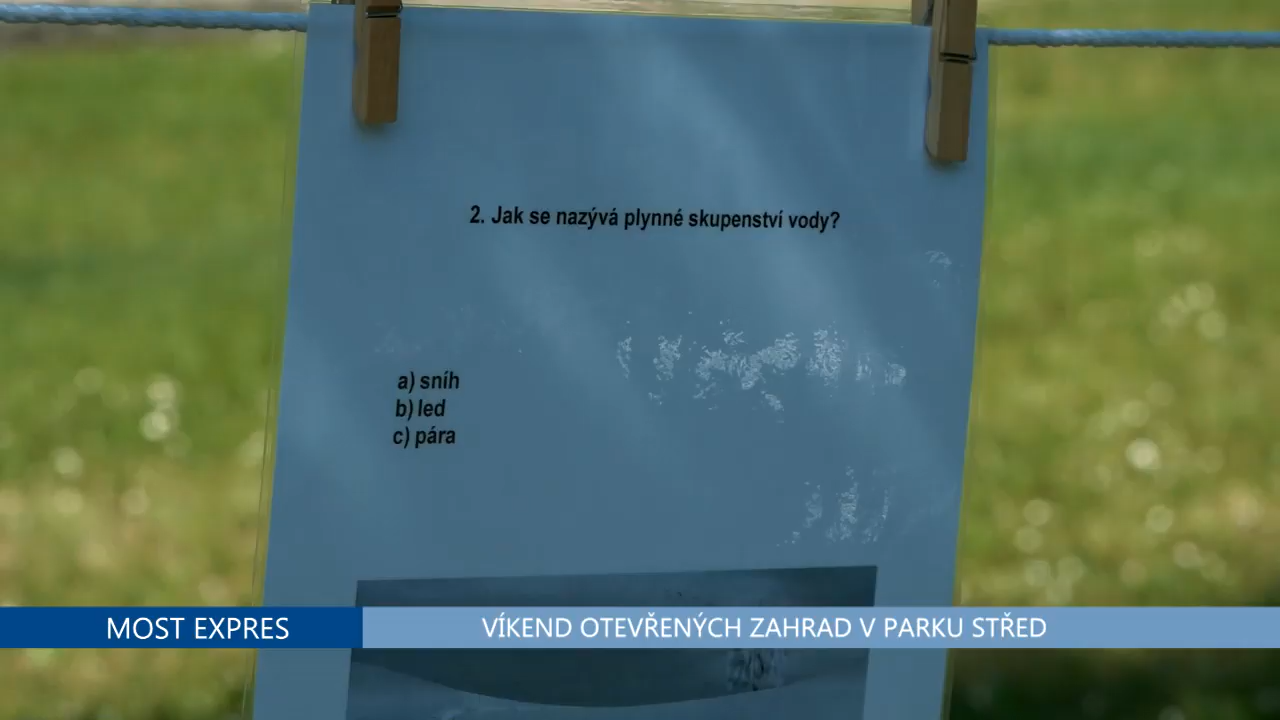 2. Jak se nazývá plynné skupenství vody?
a) sníh
b) led
c) pára
MOST EXPRES
VÍKEND OTEVŘENÝCH ZAHRAD V PARKU STŘED